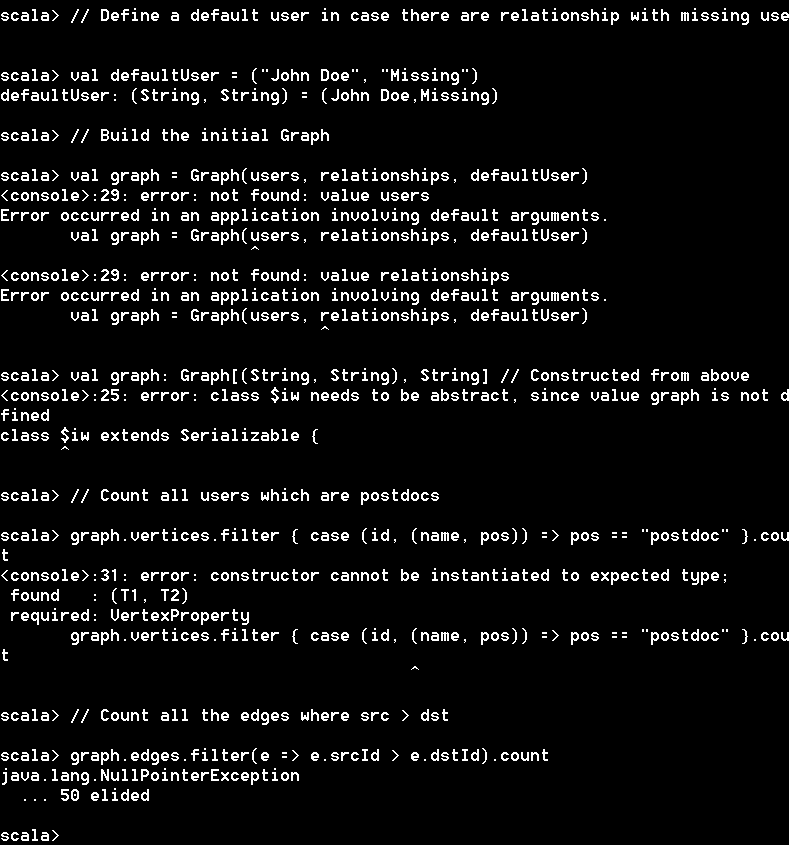 scala> // Define a default user in case there are relationship with missing use
scala> val defaultUser = ("John Doe", "Missing")
defaultUser: (String, String) = (John Doe,Missing)
scala> // Build the initial Graph
scala> val graph = Graph(users, relationships, defaultUser)
<console>:29: error: not found: value users
Error occurred in an application involving default arguments.
       val graph = Graph(users, relationships, defaultUser)
                         ^
<console>:29: error: not found: value relationships
Error occurred in an application involving default arguments.
       val graph = Graph(users, relationships, defaultUser)
                                ^
scala> val graph: Graph[(String, String), String] // Constructed from above
<console>:25: error: class $iw needs to be abstract, since value graph is not d
fined
class $iw extends Serializable {
      ^
scala> // Count all users which are postdocs
scala> graph.vertices.filter { case (id, (name, pos)) => pos == "postdoc" }.cou
t
<console>:31: error: constructor cannot be instantiated to expected type;
 found   : (T1, T2)
 required: VertexProperty
       graph.vertices.filter { case (id, (name, pos)) => pos == "postdoc" }.cou
t
                                         ^
scala> // Count all the edges where src > dst
scala> graph.edges.filter(e => e.srcId > e.dstId).count
java.lang.NullPointerException
  ... 50 elided
scala>